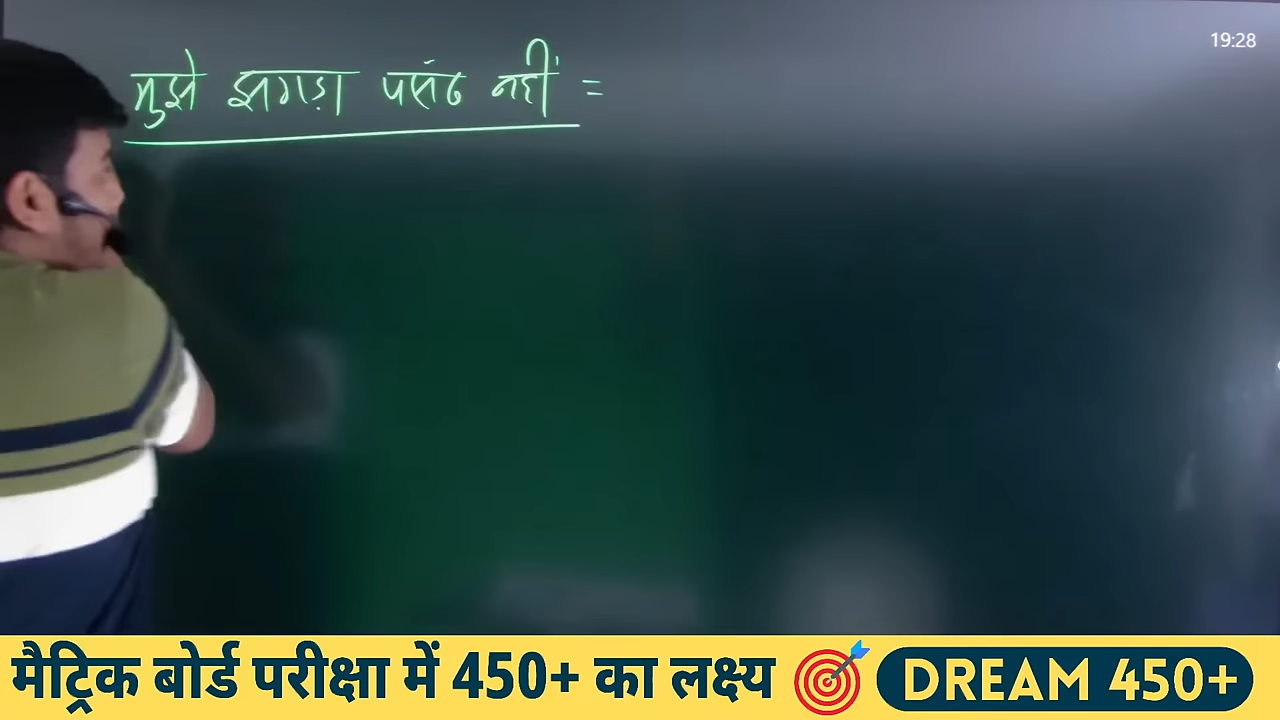 19:28
मुझे झगड़ा पसंद नहीं =
मैट्रिक बोर्ड परीक्षा में 450+ का लक्ष्य DREAM 450+